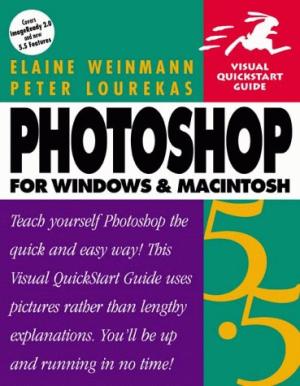 Covers
ImageReady 2.0
and new
5.5 Features
ELAINE WEINMANN
PETER LOUREKAS
VISUAL
QUICKSTART
GUIDE
PHOTOSHOP
FOR WINDOWS & MACINTOSH
5/5.5
Teach yourself Photoshop the
quick and easy way! This
Visual QuickStart Guide uses
pictures rather than lengthy
explanations. You'll be up
and running in no time!